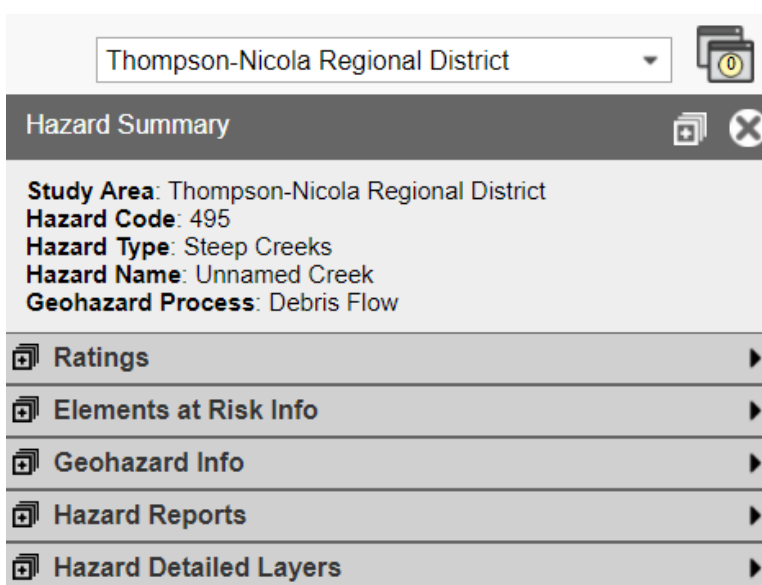 Thompson-Nicola Regional District
0
Hazard Summary
Study Area: Thompson-Nicola Regional District
Hazard Code: 495
Hazard Type: Steep Creeks
Hazard Name: Unnamed Creek
Geohazard Process: Debris Flow
Ratings
Elements at Risk Info
Geohazard Info
Hazard Reports
Hazard Detailed Layers